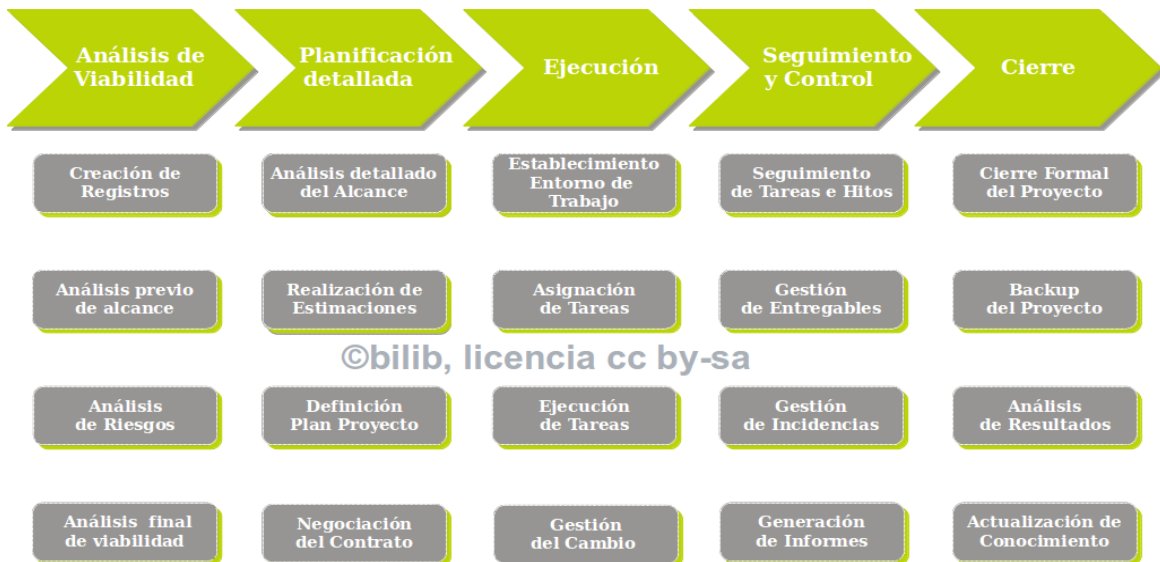 Análisis de
Viabilidad
Planificación
detallada
Ejecución
Seguimiento
y Control
Cierre
Creación de
Registros
Análisis detallado
del Alcance
Establecimiento
Entorno de
Trabajo
Seguimiento
de Tareas e Hitos
Cierre Formal
del Proyecto
Análisis previo
de alcance
Realización de
Estimaciones
Asignación
de Tareas
Gestión
de Entregables
Backup
del Proyecto
©bilib, licencia cc by-sa
Análisis
de Riesgos
Definición
Plan Proyecto
Ejecución
de Tareas
Gestión
de Incidencias
Análisis
de Resultados
Análisis final
de viabilidad
Negociación
del Contrato
Gestión
del Cambio
Generación
de Informes
Actualización de
Conocimiento